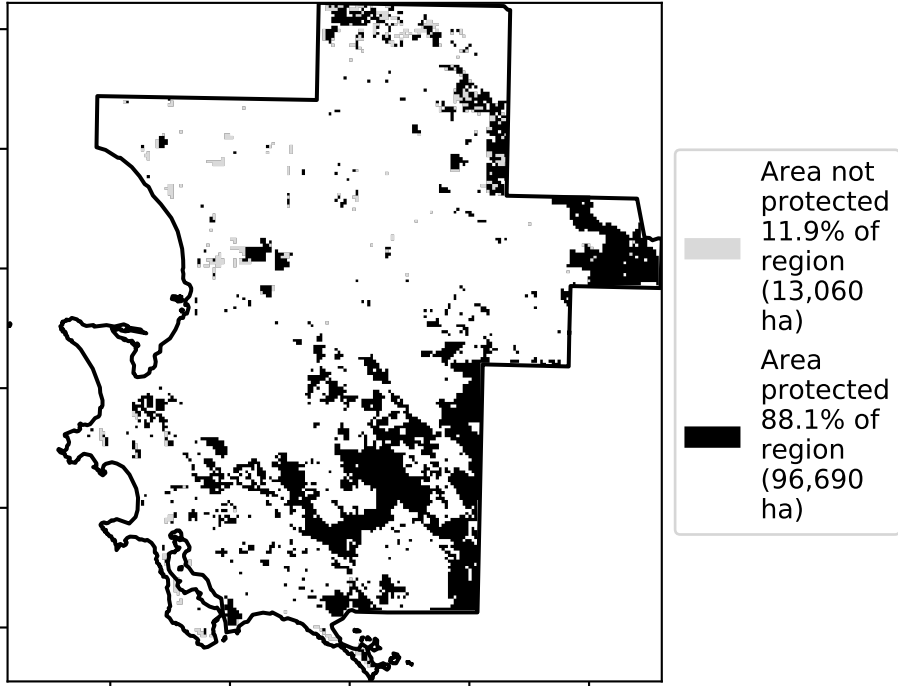 Area not
protected
11.9% of
region
(13,060
ha)
Area
protected
88.1% of
region
(96,690
ha)